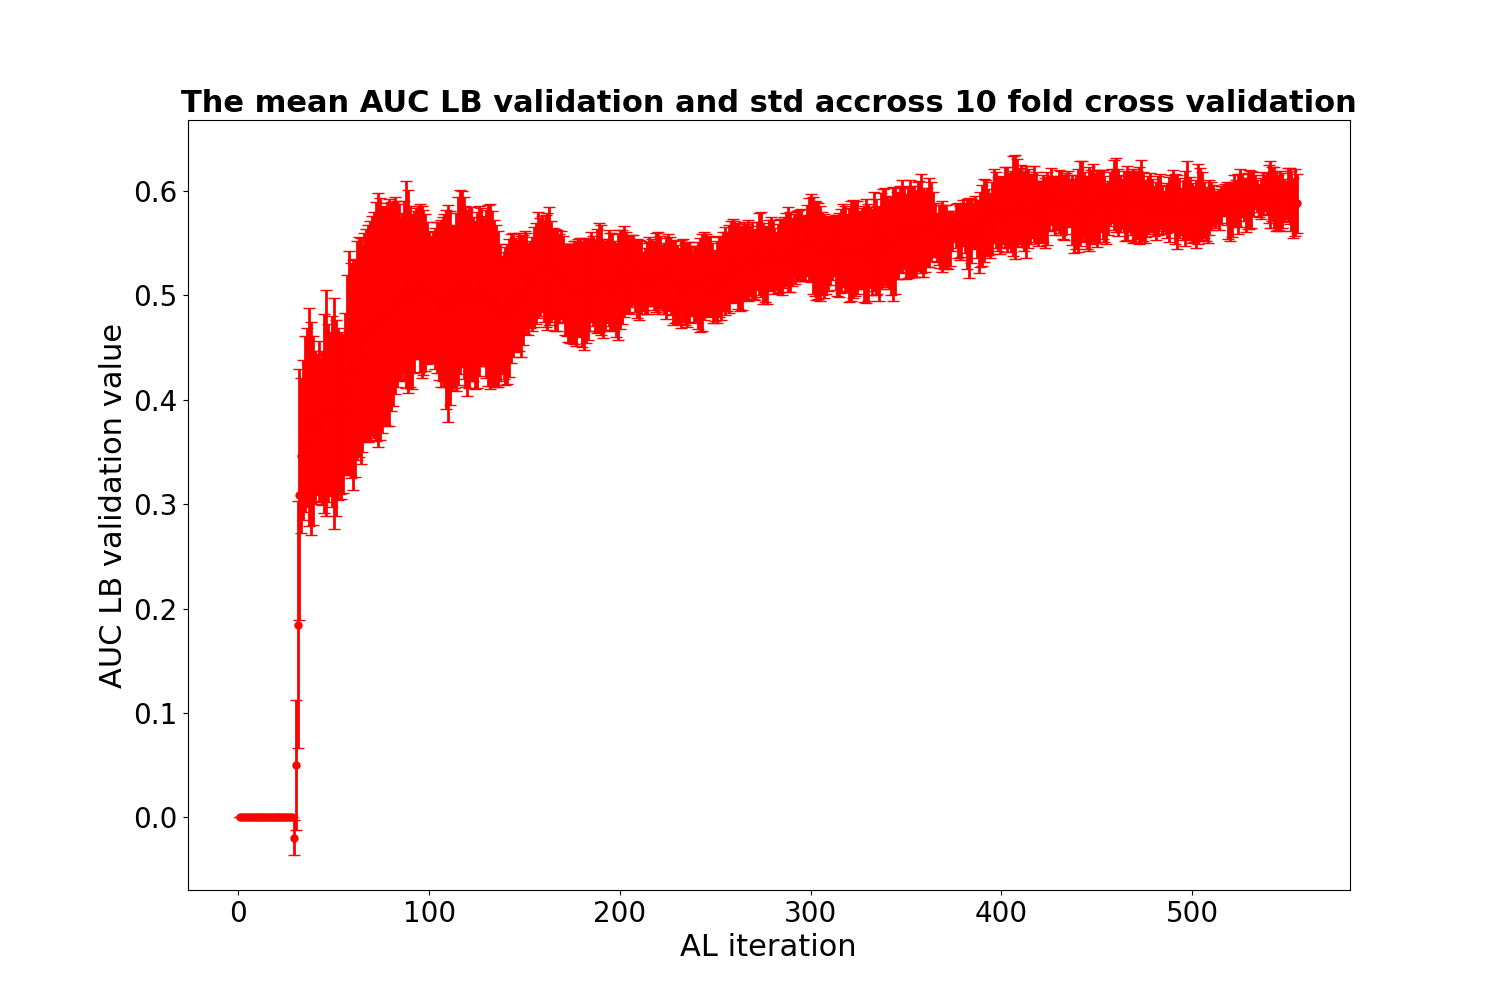 The mean AUC LB validation and std accross 10 fold cross validation
AUC LB validation value
0.6
0.5
0.4
0.3
0.2
0.1
0.0
0 100 200 300 400 500
AL iteration